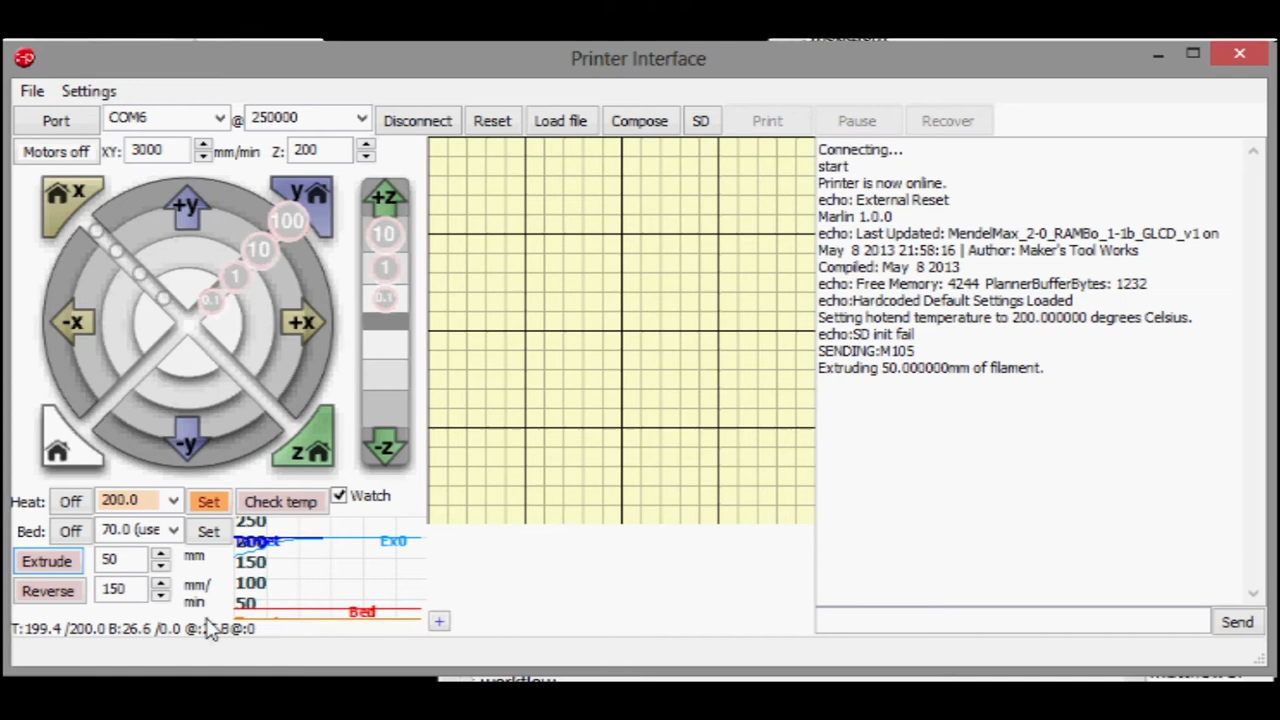 Printer Interface
File Settings
Port COM6 @ 250000 Disconnect Reset Load file Compose SD Print Pause Recover
Motors off XY: 3000 mm/min Z: 200
x +y y +z
100 10 1 0.1
10 1 0.1
-x +x
-y z -z
Heat: Off 200.0 Set Check temp Watch
Bed: Off 70.0 (use Set
Extrude 50 mm
Reverse 150 mm/
min
250
200 Ex0
150
100
50 Bed
T:199.4 /200.0 B:26.6 /0.0
+
Connecting...
start
Printer is now online.
echo: External Reset
Marlin 1.0.0
echo: Last Updated: MendelMax_2-0_RAMBo_1-1b_GLCD_v1 on
May 8 2013 21:58:16 | Author: Maker's Tool Works
Compiled: May 8 2013
echo: Free Memory: 4244 PlannerBufferBytes: 1232
echo:Hardcoded Default Settings Loaded
Setting hotend temperature to 200.000000 degrees Celsius.
echo:SD init fail
SENDING:M105
Extruding 50.000000mm of filament.
Send